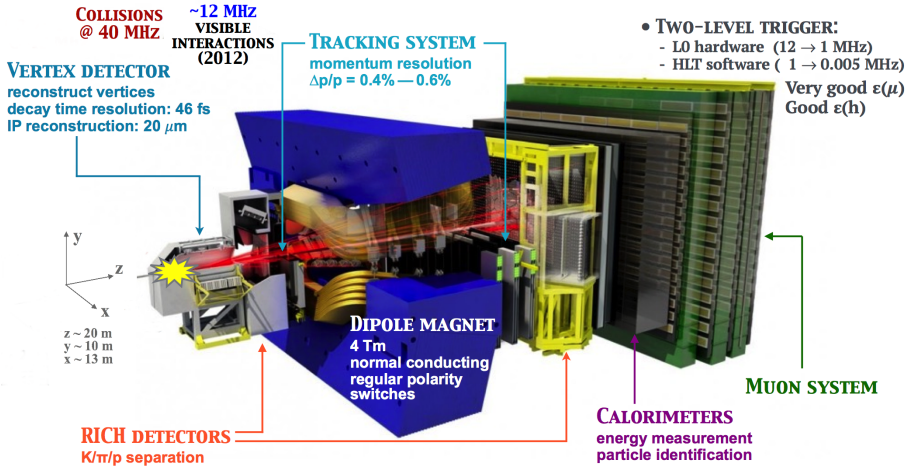 COLLISIONS
@ 40 MHz
~12 MHz
VISIBLE
INTERACTIONS
(2012)
TRACKING SYSTEM
momentum resolution
Δp/p = 0.4% — 0.6%
• TWO-LEVEL TRIGGER:
- L0 hardware (12 → 1 MHz)
- HLT software ( 1 → 0.005 MHz)
Very good ε(μ)
Good ε(h)
VERTEX DETECTOR
reconstruct vertices
decay time resolution: 46 fs
IP reconstruction: 20 μm
y
z
x
z ~ 20 m
y ~ 10 m
x ~ 13 m
DIPOLE MAGNET
4 Tm
normal conducting
regular polarity
switches
MUON SYSTEM
CALORIMETERS
energy measurement
particle identification
RICH DETECTORS
K/π/p separation